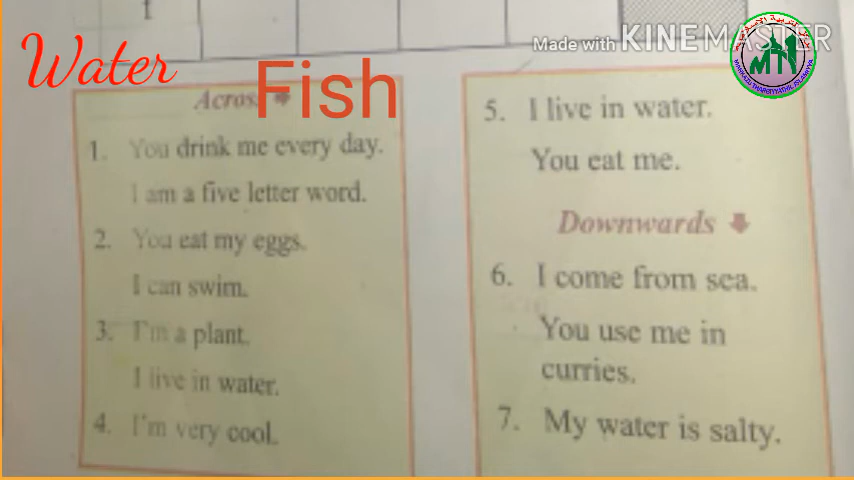 f
Made with KINEMASTER
Water
Fish
Across
1. You drink me every day.
I am a five letter word.
2. You eat my eggs.
I can swim.
3. I'm a plant.
I live in water.
4. I'm very cool.
5. I live in water.
You eat me.
Downwards
6. I come from sea.
You use me in
curries.
7. My water is salty.